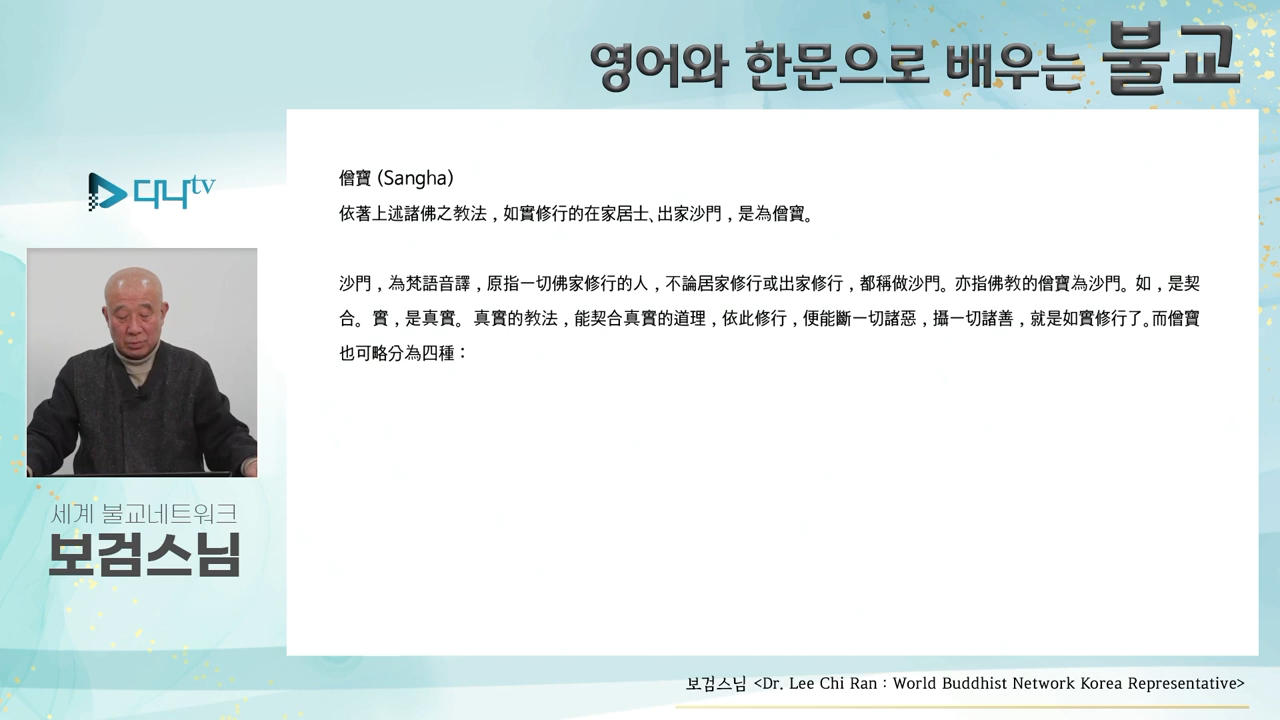 영어와 한문으로 배우는 불교
디나tv
僧寶 (Sangha)
依著上述諸佛之教法，如實修行的在家居士、出家沙門，是為僧寶。
沙門，為梵語音譯，原指一切佛家修行的人，不論居家修行或出家修行，都稱做沙門。亦指佛教的僧寶為沙門。如，是契
合。實，是真實。真實的教法，能契合真實的道理，依此修行，便能斷一切諸惡，攝一切諸善，就是如實修行了。而僧寶
也可略分為四種：
세계 불교네트워크
보검스님
보검스님 <Dr. Lee Chi Ran : World Buddhist Network Korea Representative>